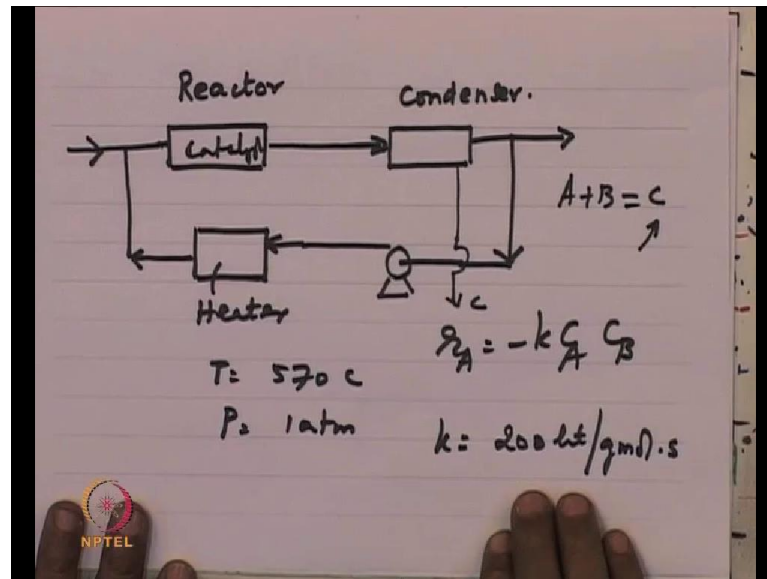 Reactor
Condenser.
Catalyst
A+B = C
Heater
C
r_A = -k C_A C_B
T= 570 C
P= 1 atm
k= 200 lit/gmol.s
NPTEL